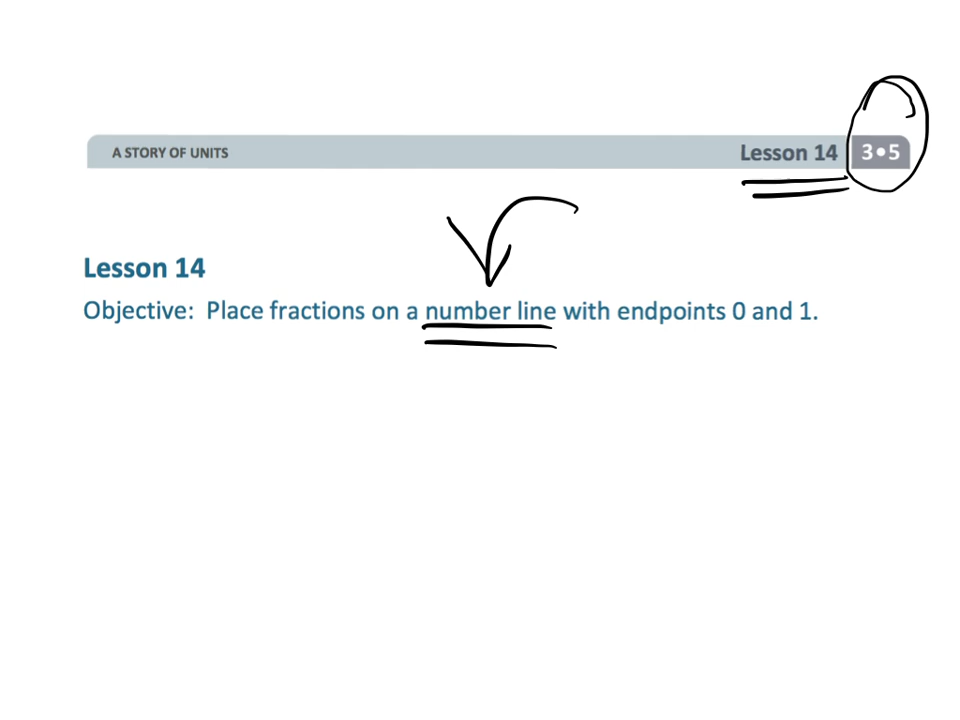 A STORY OF UNITS Lesson 14 3•5
Lesson 14
Objective: Place fractions on a number line with endpoints 0 and 1.